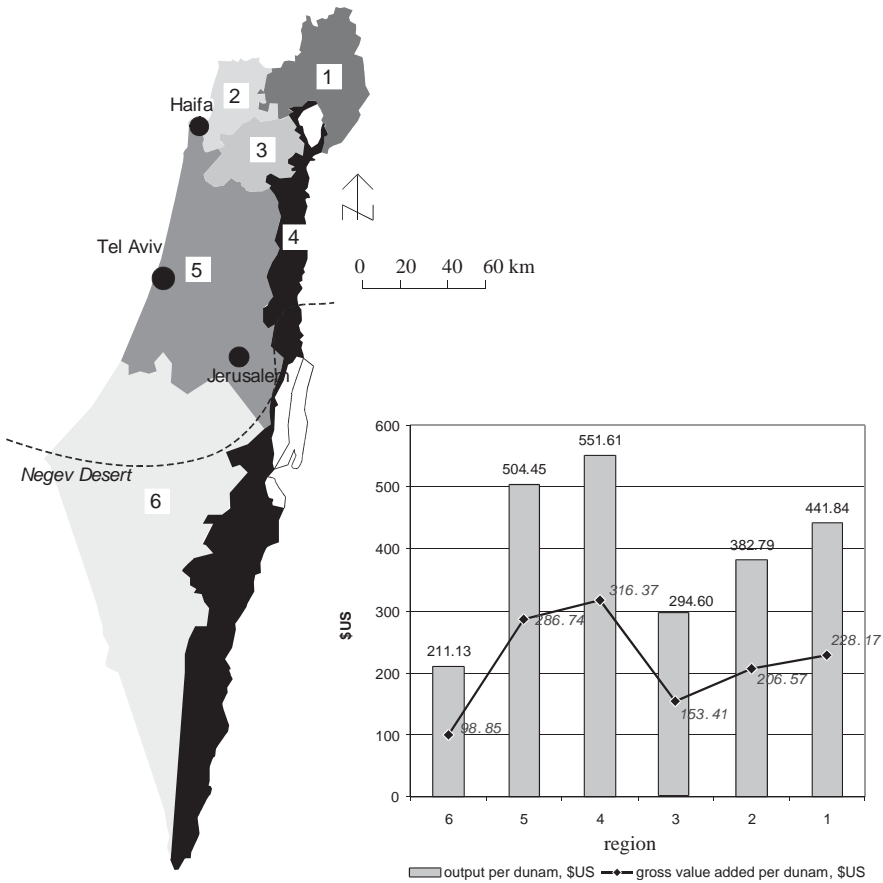 1
2
Haifa
3
4
Tel Aviv
5
0 20 40 60 km
Jerusalem
Negev Desert
6
600
551.61
504.45
500
441.84
400
382.79
316.37
300
294.60
286.74
228.17
211.13
206.57
200
153.41
100
98.85
0
$US
6 5 4 3 2 1
region
output per dunam, $US gross value added per dunam, $US